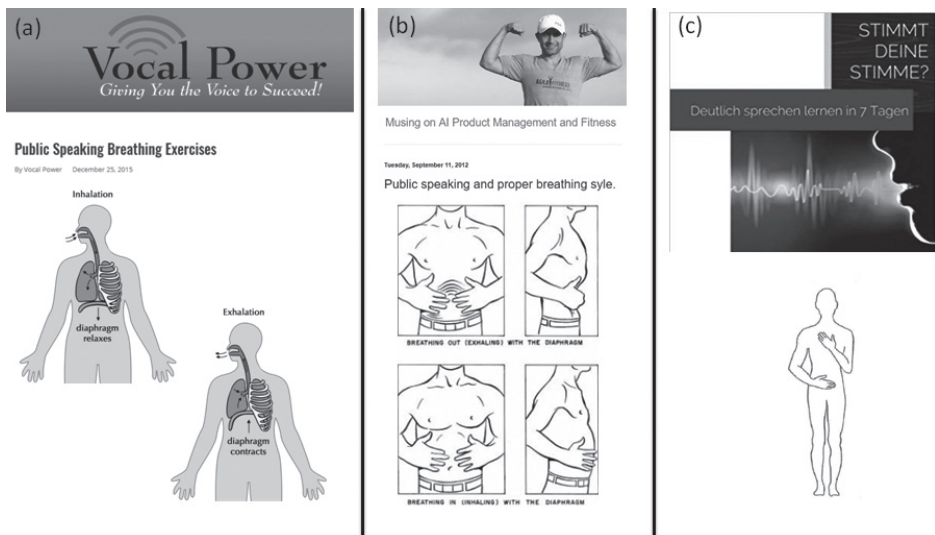 (a)
Vocal Power
Giving You the Voice to Succeed!
Public Speaking Breathing Exercises
By Vocal Power December 25, 2015
Inhalation
diaphragm
relaxes
Exhalation
diaphragm
contracts
(b)
Musing on AI Product Management and Fitness
Tuesday, September 11, 2012
Public speaking and proper breathing syle.
BREATHING OUT (EXHALING) WITH THE DIAPHRAGM
BREATHING IN (INHALING) WITH THE DIAPHRAGM
(c)
STIMMT
DEINE
STIMME?
Deutlich sprechen lernen in 7 Tagen